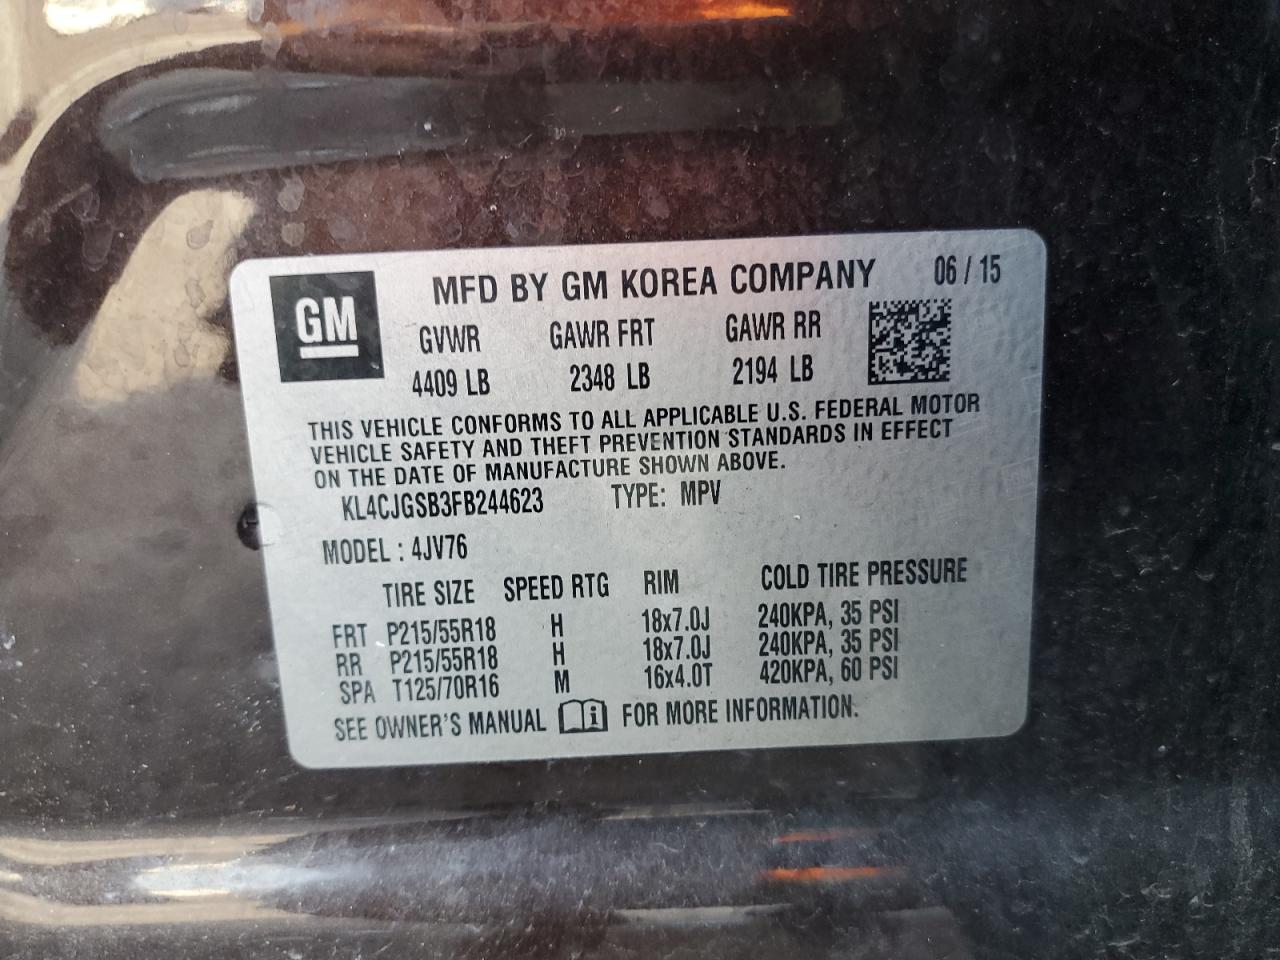 GM
MFD BY GM KOREA COMPANY 06 / 15
GVWR GAWR FRT GAWR RR
4409 LB 2348 LB 2194 LB
THIS VEHICLE CONFORMS TO ALL APPLICABLE U.S. FEDERAL MOTOR
VEHICLE SAFETY AND THEFT PREVENTION STANDARDS IN EFFECT
ON THE DATE OF MANUFACTURE SHOWN ABOVE.
KL4CJGSB3FB244623 TYPE: MPV
MODEL : 4JV76
TIRE SIZE SPEED RTG RIM COLD TIRE PRESSURE
FRT P215/55R18 H 18x7.0J 240KPA, 35 PSI
RR P215/55R18 H 18x7.0J 240KPA, 35 PSI
SPA T125/70R16 M 16x4.0T 420KPA, 60 PSI
SEE OWNER'S MANUAL i FOR MORE INFORMATION.